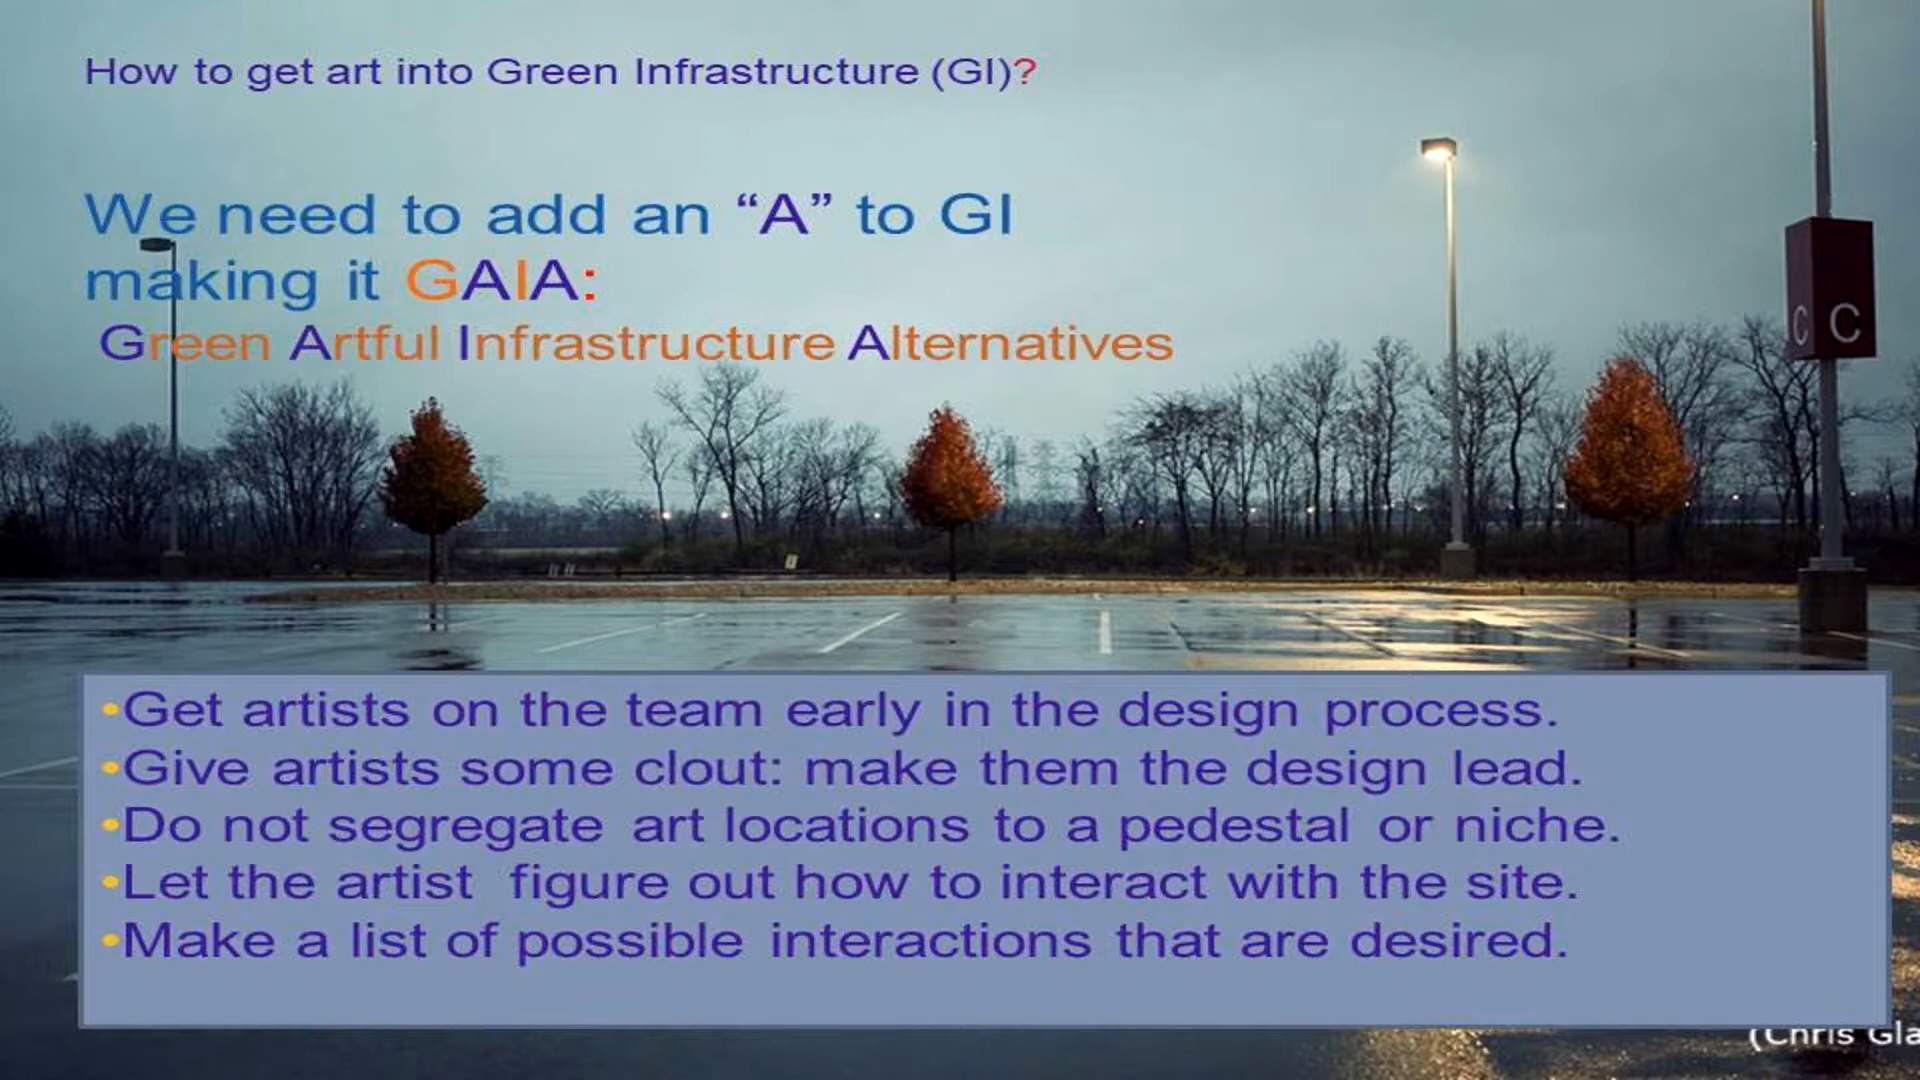 How to get art into Green Infrastructure (GI)?
We need to add an “A” to GI
making it GAIA:
Green Artful Infrastructure Alternatives
C C
•Get artists on the team early in the design process.
•Give artists some clout: make them the design lead.
•Do not segregate art locations to a pedestal or niche.
•Let the artist figure out how to interact with the site.
•Make a list of possible interactions that are desired.
(Chris